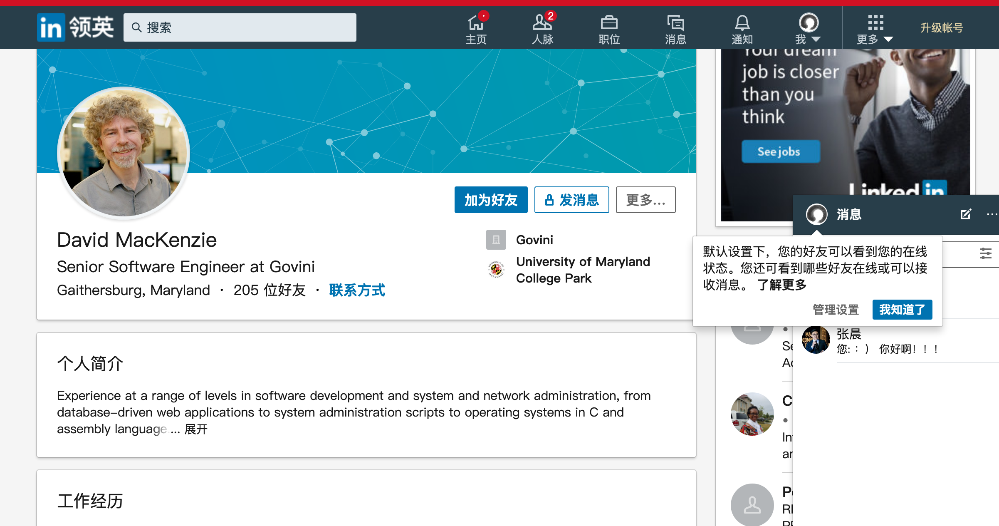 in 领英
搜索
主页
2
人脉
职位
消息
通知
我
更多
升级帐号
Your dream
job is closer
than you
think
See jobs
Linked in
加为好友
发消息
更多...
David MacKenzie
Senior Software Engineer at Govini
Gaithersburg, Maryland · 205 位好友 · 联系方式
Govini
University of Maryland
College Park
消息
默认设置下，您的好友可以看到您的在线
状态。您还可看到哪些好友在线或可以接
收消息。 了解更多
管理设置
我知道了
张晨
您: : ） 你好啊！！！
个人简介
Experience at a range of levels in software development and system and network administration, from
database-driven web applications to system administration scripts to operating systems in C and
assembly language.... 展开
工作经历